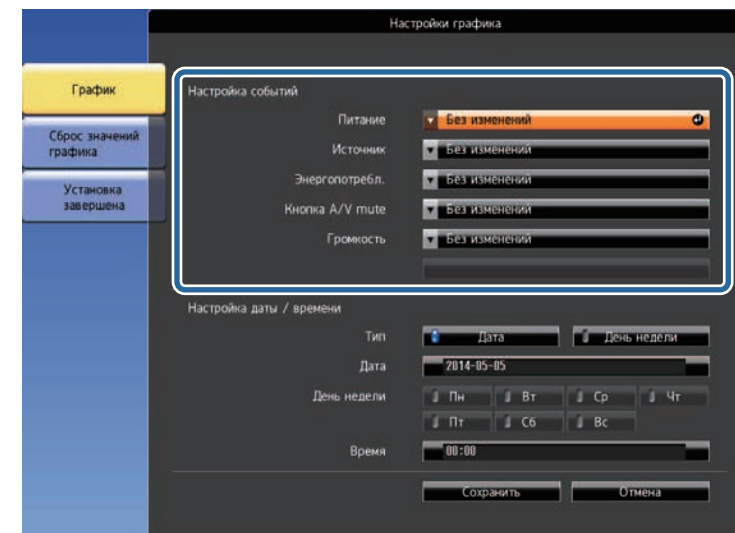 Настройки графика
График
Сброс значений
графика
Установка
завершена
Настройка событий
Питание Без изменений
Источник Без изменений
Энергопотребл. Без изменений
Кнопка A/V mute Без изменений
Громкость Без изменений
Настройка даты / времени
Тип Дата День недели
Дата 2014-05-05
День недели Пн Вт Ср Чт
Пт Сб Вс
Время 00:00
Сохранить Отмена